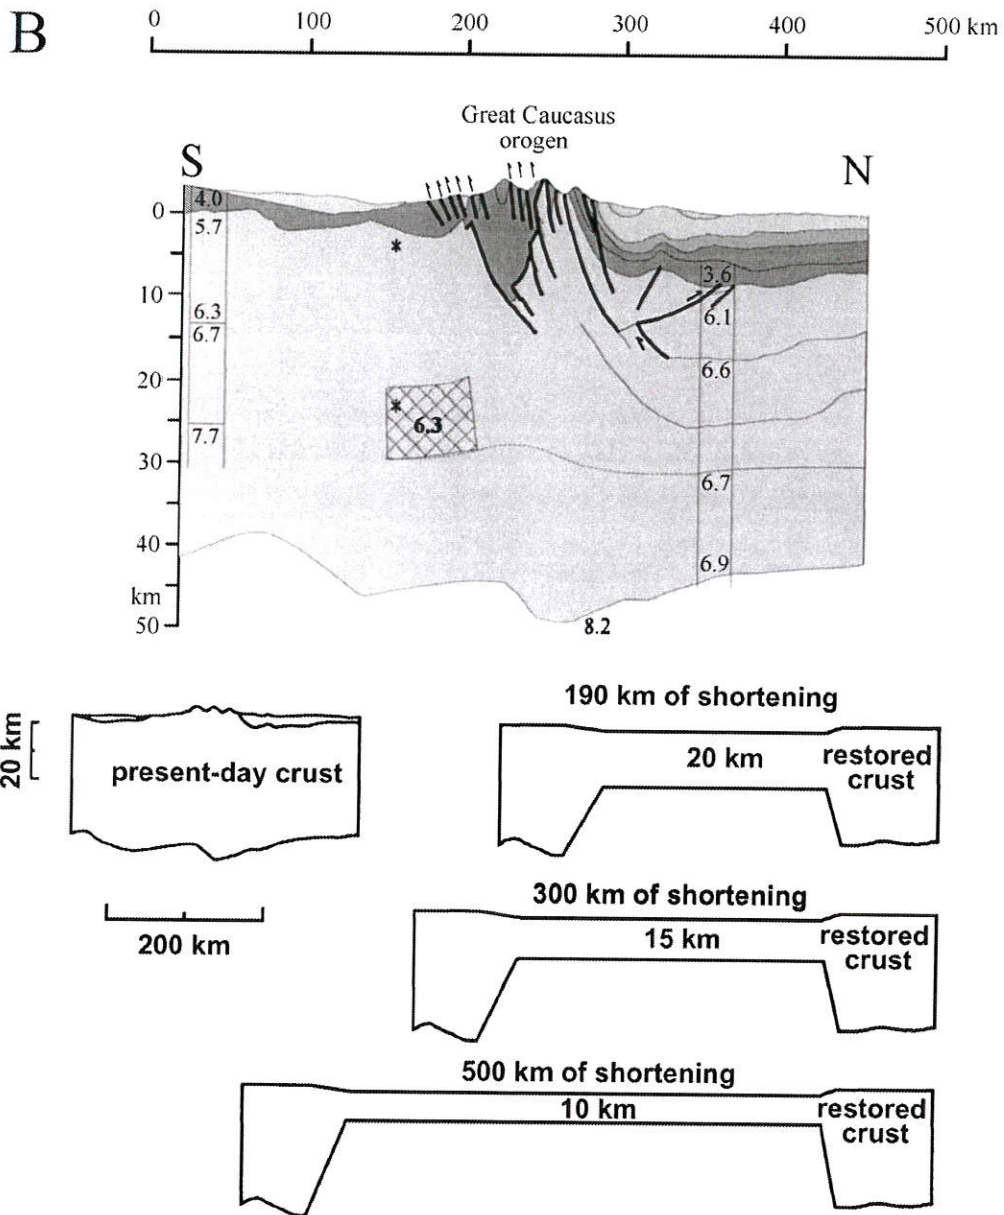 B
0 100 200 300 400 500 km
Great Caucasus
orogen
S N
0
10
20
30
40
km
50
4.0
5.7
6.3
6.7
7.7
*
*
6.3
3.6
6.1
6.6
6.7
6.9
8.2
20 km
present-day crust
200 km
190 km of shortening
20 km
restored
crust
300 km of shortening
15 km
restored
crust
500 km of shortening
10 km
restored
crust